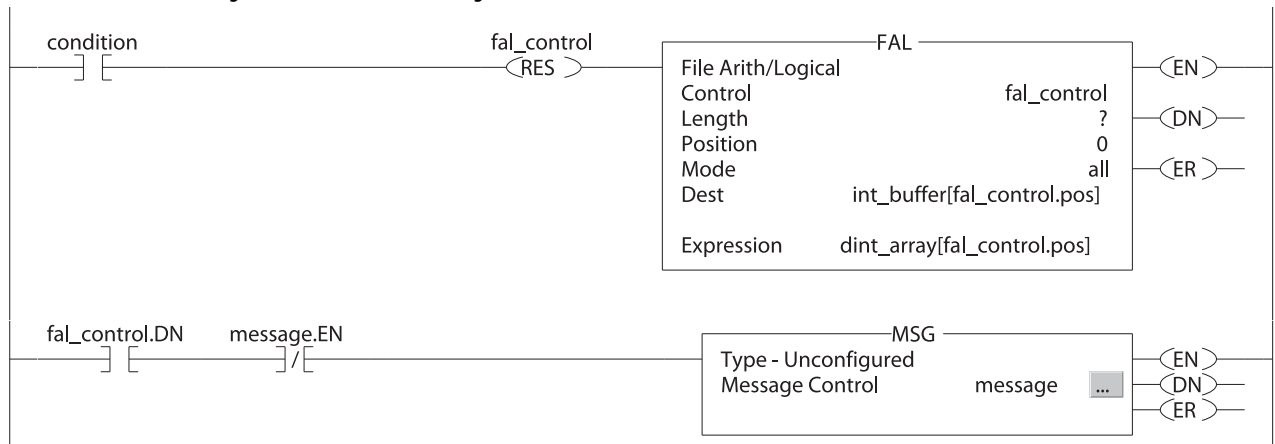 condition
fal_control
RES
FAL
File Arith/Logical
Control fal_control
Length ?
Position 0
Mode all
Dest int_buffer[fal_control.pos]
Expression dint_array[fal_control.pos]
EN
DN
ER
fal_control.DN
message.EN
MSG
Type - Unconfigured
Message Control message ...
EN
DN
ER